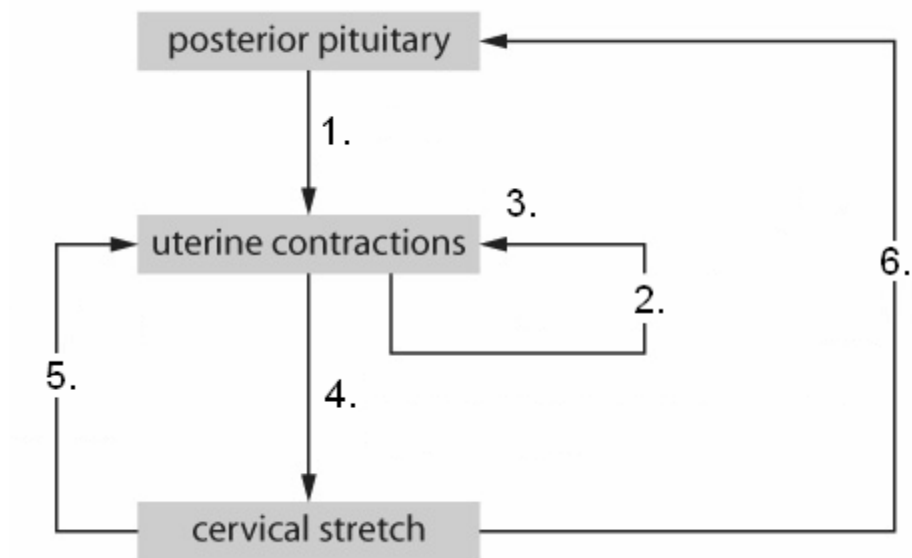 posterior pituitary
1.
3.
uterine contractions
6.
2.
5.
4.
cervical stretch